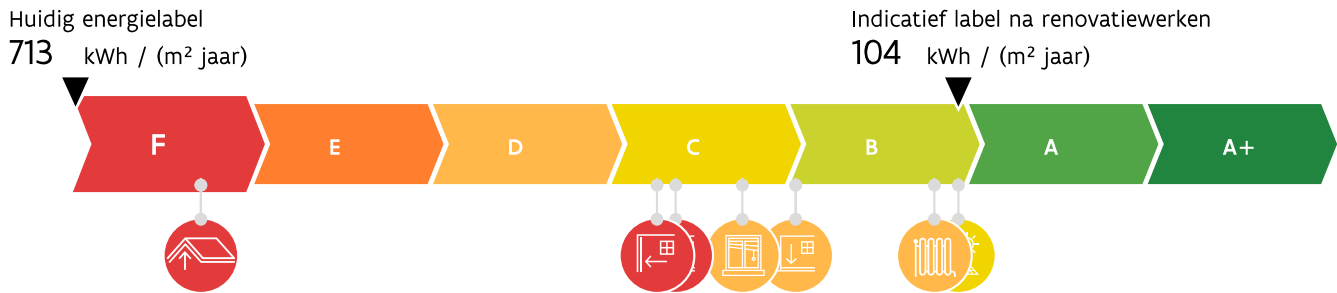 Huidig energielabel
713 kWh / (m² jaar)
Indicatief label na renovatiewerken
104 kWh / (m² jaar)
F E D C B A A+